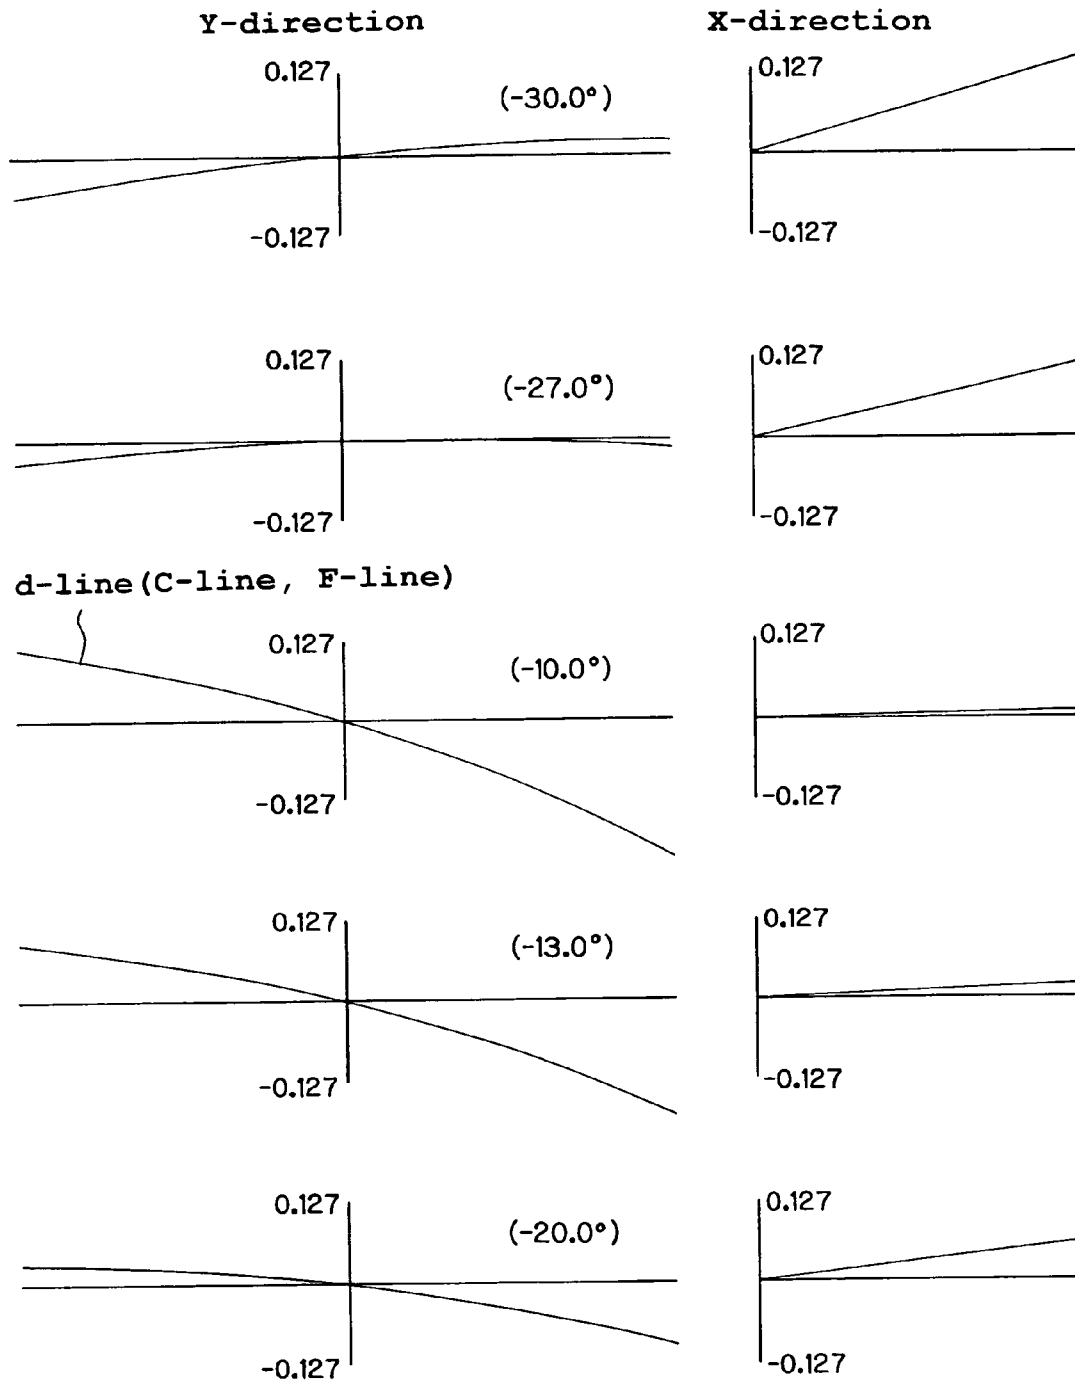 Y-direction X-direction
0.127 (-30.0°) 0.127
-0.127 -0.127
0.127 (-27.0°) 0.127
-0.127 -0.127
d-line(C-line, F-line)
0.127 (-10.0°) 0.127
-0.127 -0.127
0.127 (-13.0°) 0.127
-0.127 -0.127
0.127 (-20.0°) 0.127
-0.127 -0.127